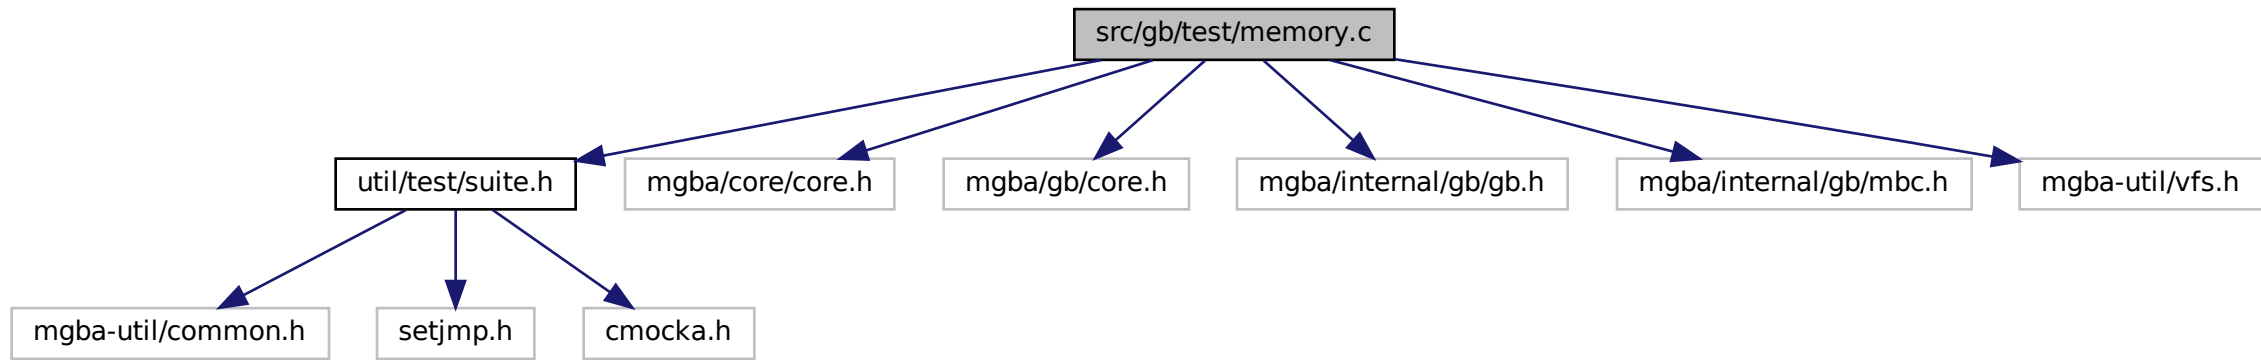 src/gb/test/memory.c
util/test/suite.h
mgba/core/core.h
mgba/gb/core.h
mgba/internal/gb/gb.h
mgba/internal/gb/mbc.h
mgba-util/vfs.h
mgba-util/common.h
setjmp.h
cmocka.h